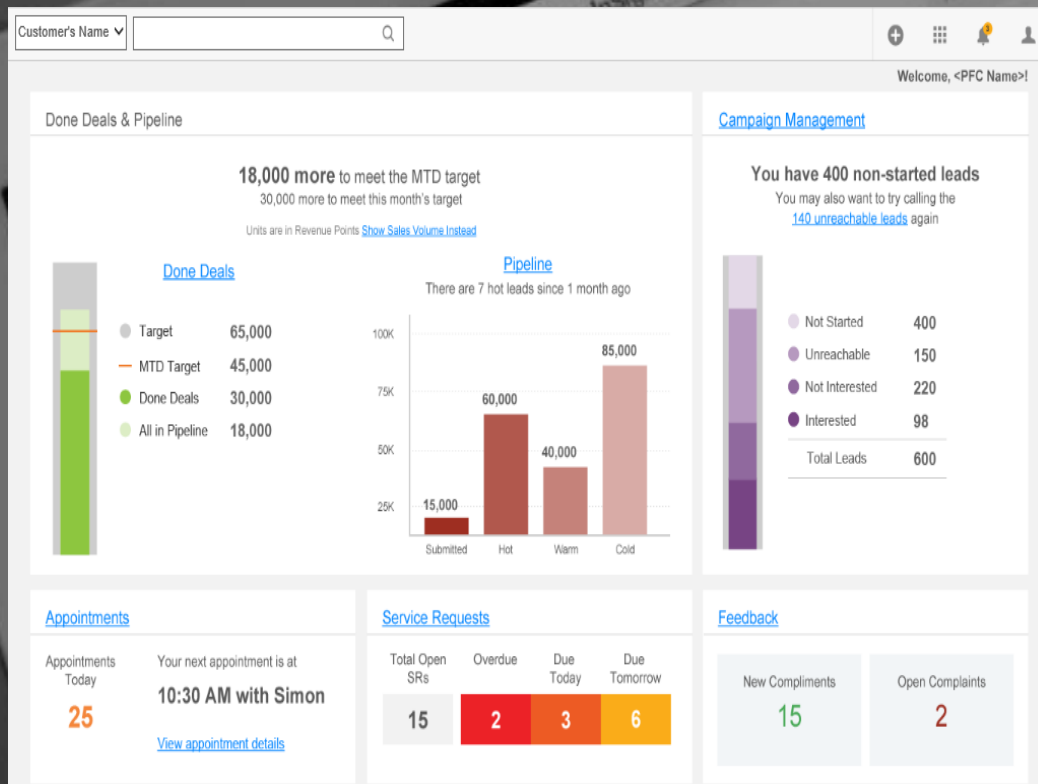 Customer's Name
3
Welcome, <PFC Name>!
Done Deals & Pipeline
18,000 more to meet the MTD target
30,000 more to meet this month's target
Units are in Revenue Points Show Sales Volume Instead
Done Deals
Target 65,000
MTD Target 45,000
Done Deals 30,000
All in Pipeline 18,000
Pipeline
There are 7 hot leads since 1 month ago
100K
75K
50K
25K
15,000
60,000
40,000
85,000
Submitted Hot Warm Cold
Campaign Management
You have 400 non-started leads
You may also want to try calling the
140 unreachable leads again
Not Started 400
Unreachable 150
Not Interested 220
Interested 98
Total Leads 600
Appointments
Appointments
Today
25
Your next appointment is at
10:30 AM with Simon
View appointment details
Service Requests
Total Open
SRs
15
Overdue
2
Due
Today
3
Due
Tomorrow
6
Feedback
New Compliments
15
Open Complaints
2